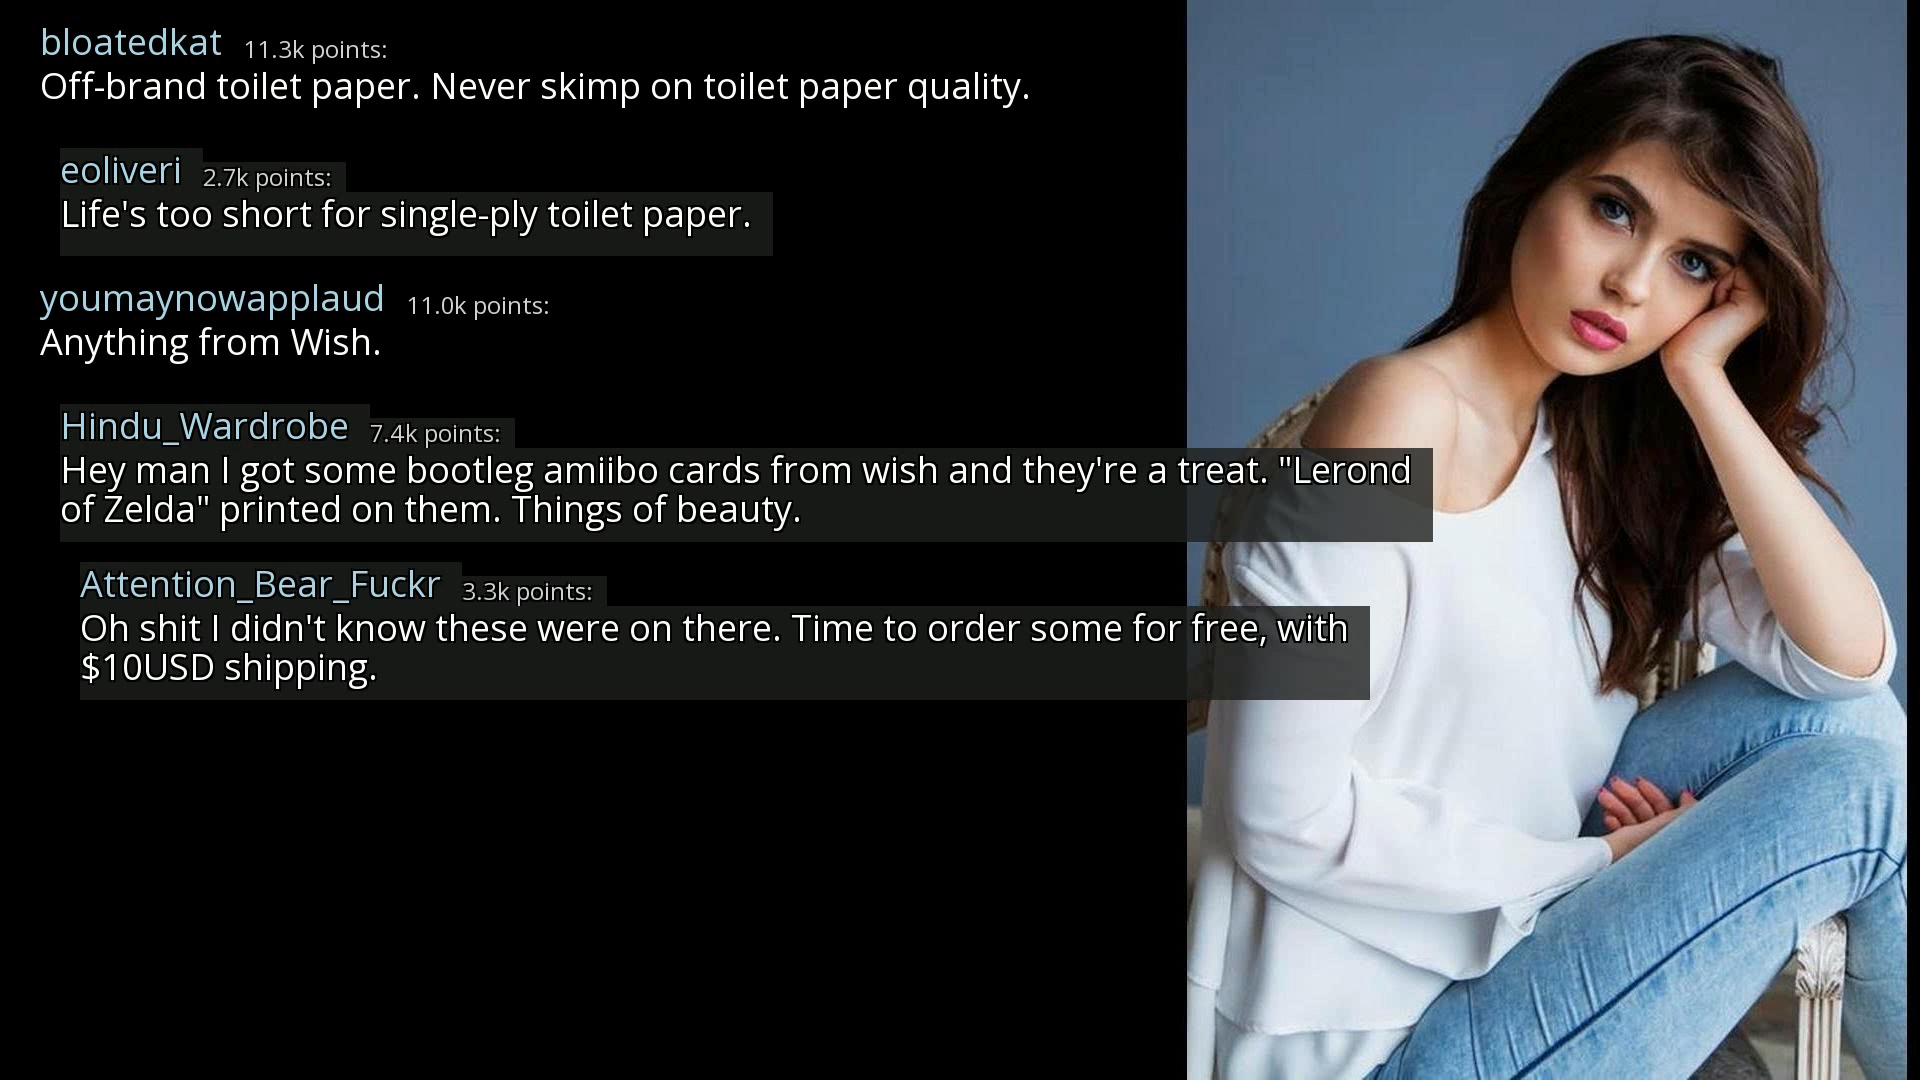 bloatedkat 11.3k points:
Off-brand toilet paper. Never skimp on toilet paper quality.
eoliveri 2.7k points:
Life's too short for single-ply toilet paper.
youmaynowapplaud 11.0k points:
Anything from Wish.
Hindu_Wardrobe 7.4k points:
Hey man I got some bootleg amiibo cards from wish and they're a treat. "Lerond
of Zelda" printed on them. Things of beauty.
Attention_Bear_Fuckr 3.3k points:
Oh shit I didn't know these were on there. Time to order some for free, with
$10USD shipping.